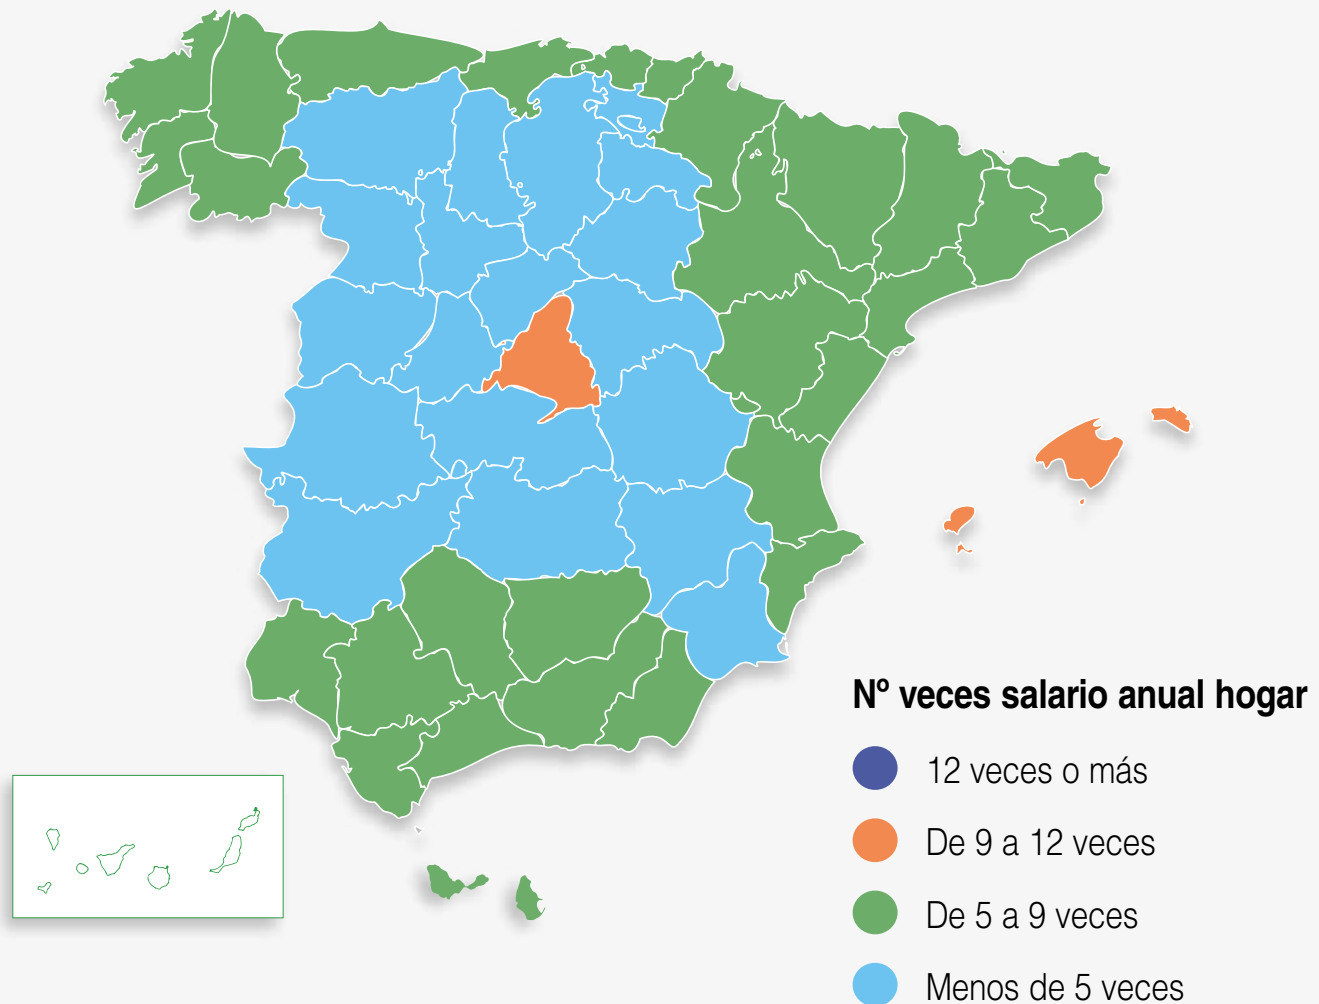 Nº veces salario anual hogar
12 veces o más
De 9 a 12 veces
De 5 a 9 veces
Menos de 5 veces